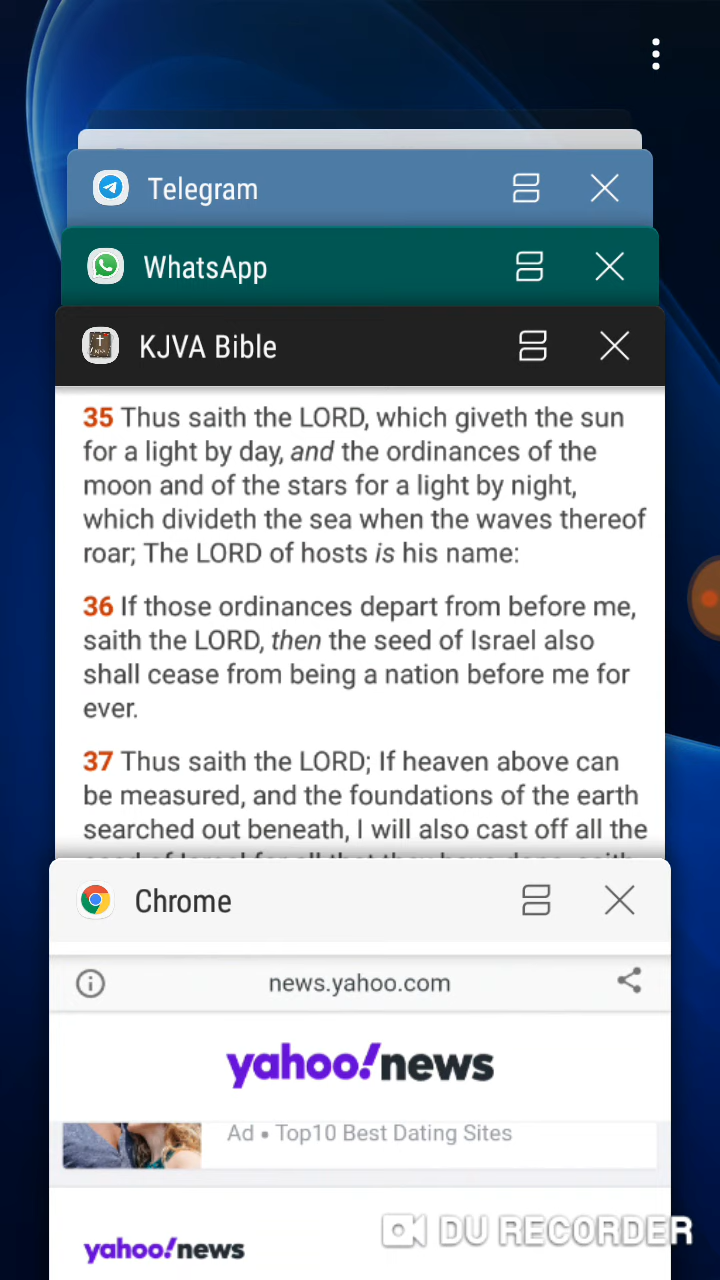 Telegram
WhatsApp
KJVA Bible
35 Thus saith the LORD, which giveth the sun
for a light by day, and the ordinances of the
moon and of the stars for a light by night,
which divideth the sea when the waves thereof
roar; The LORD of hosts is his name:
36 If those ordinances depart from before me,
saith the LORD, then the seed of Israel also
shall cease from being a nation before me for
ever.
37 Thus saith the LORD; If heaven above can
be measured, and the foundations of the earth
searched out beneath, I will also cast off all the
Chrome
news.yahoo.com
yahoo!news
Ad • Top10 Best Dating Sites
yahoo!news
DU RECORDER